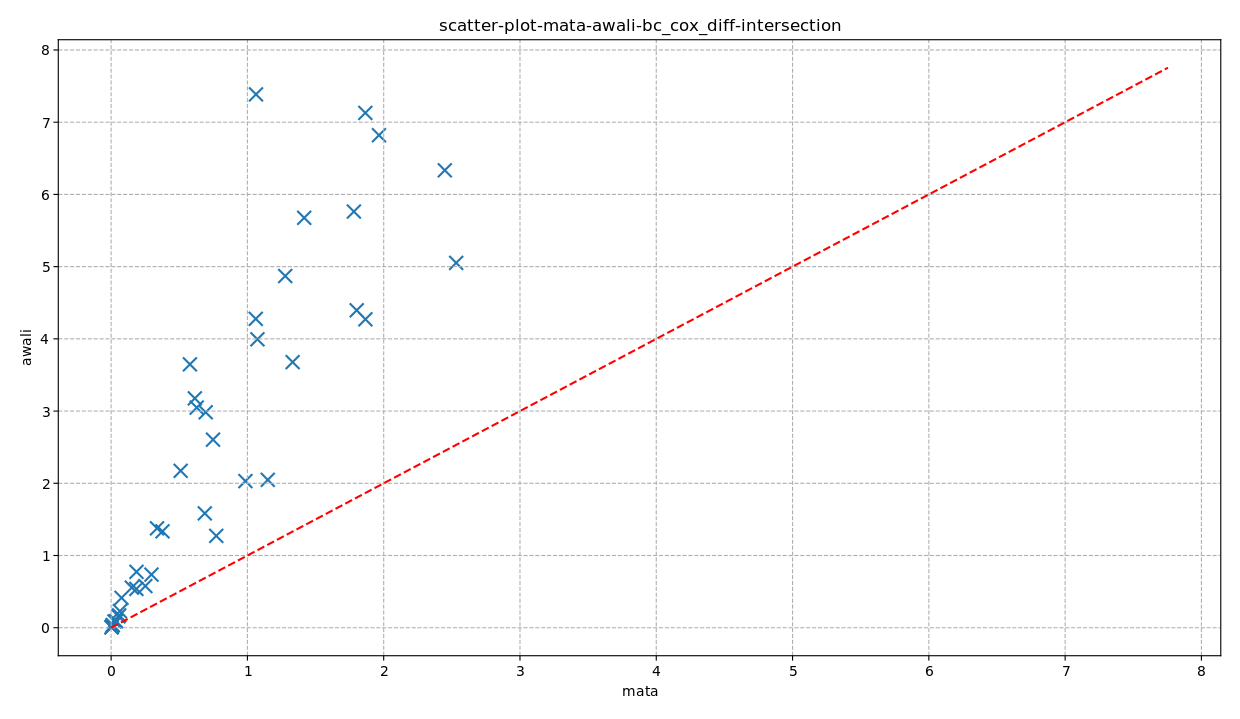 scatter-plot-mata-awali-bc_cox_diff-intersection
8
7
6
5
4
3
2
1
0
awali
0 1 2 3 4 5 6 7 8
mata